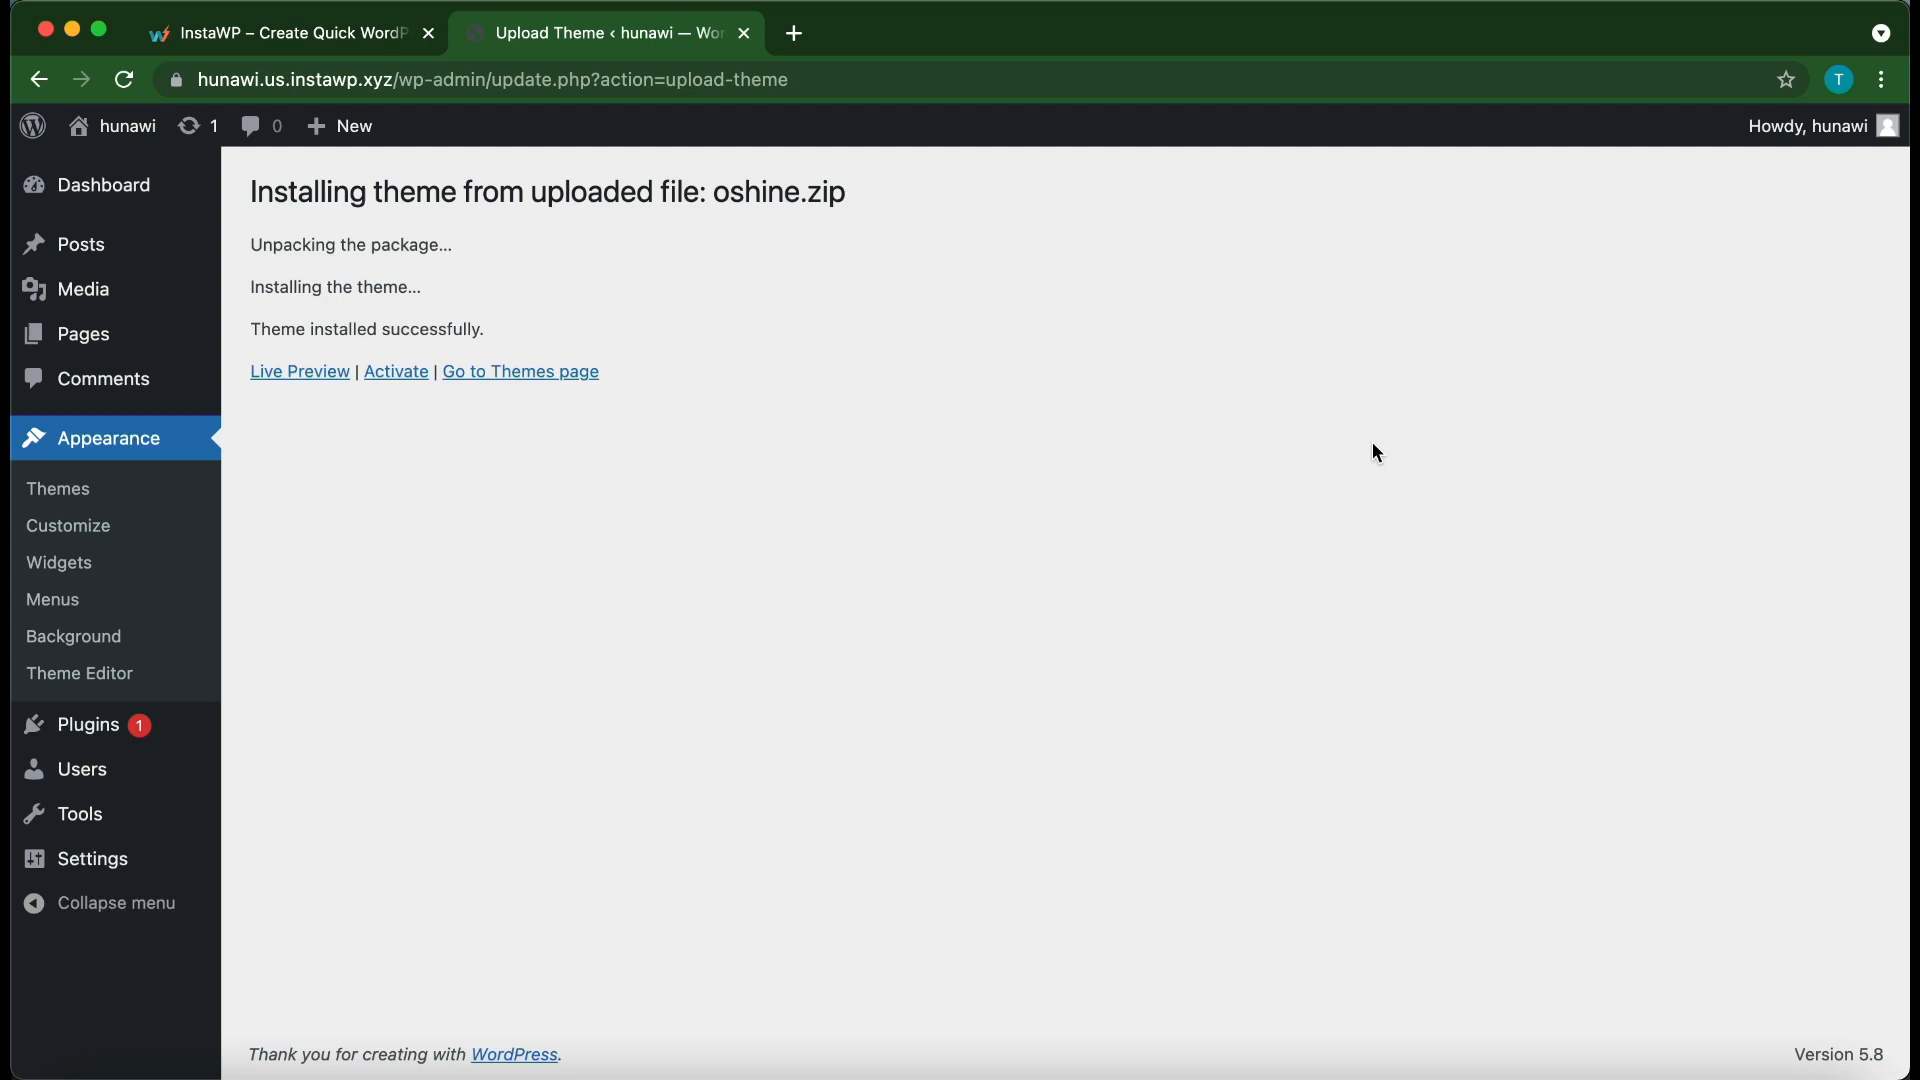 InstaWP – Create Quick WordP
Upload Theme ‹ hunawi — Wor
hunawi.us.instawp.xyz/wp-admin/update.php?action=upload-theme
T
hunawi
1
0
New
Howdy, hunawi
Dashboard
Posts
Media
Pages
Comments
Appearance
Themes
Customize
Widgets
Menus
Background
Theme Editor
Plugins 1
Users
Tools
Settings
Collapse menu
Installing theme from uploaded file: oshine.zip
Unpacking the package...
Installing the theme...
Theme installed successfully.
Live Preview | Activate | Go to Themes page
Thank you for creating with WordPress.
Version 5.8